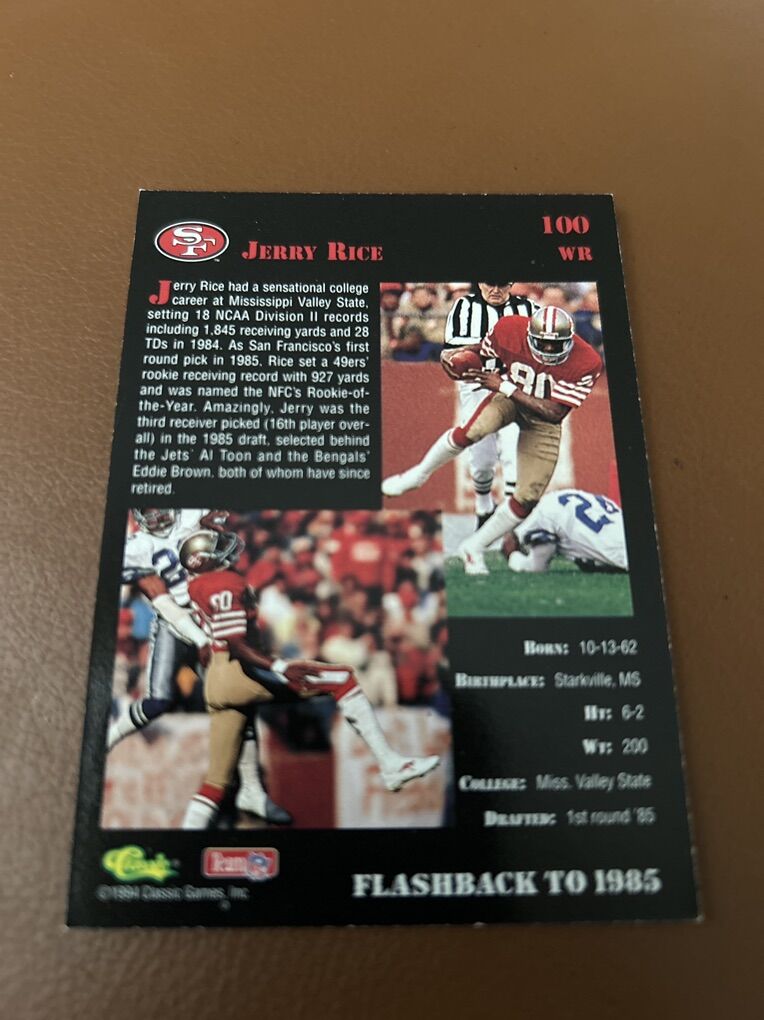 SF JERRY RICE
100
WR
Jerry Rice had a sensational college
career at Mississippi Valley State,
setting 18 NCAA Division II records
including 1,845 receiving yards and 28
TDs in 1984. As San Francisco's first
round pick in 1985, Rice set a 49ers'
rookie receiving record with 927 yards
and was named the NFC's Rookie-of-
the-Year. Amazingly, Jerry was the
third receiver picked (16th player over-
all) in the 1985 draft, selected behind
the Jets' Al Toon and the Bengals'
Eddie Brown, both of whom have since
retired.
80
2
80
BORN: 10-13-62
BIRTHPLACE: Starkville, MS
HT: 6-2
WT: 200
COLLEGE: Miss. Valley State
DRAFTED: 1st round '85
Classic
Team NFL
©1994 Classic Games, Inc
FLASHBACK TO 1985